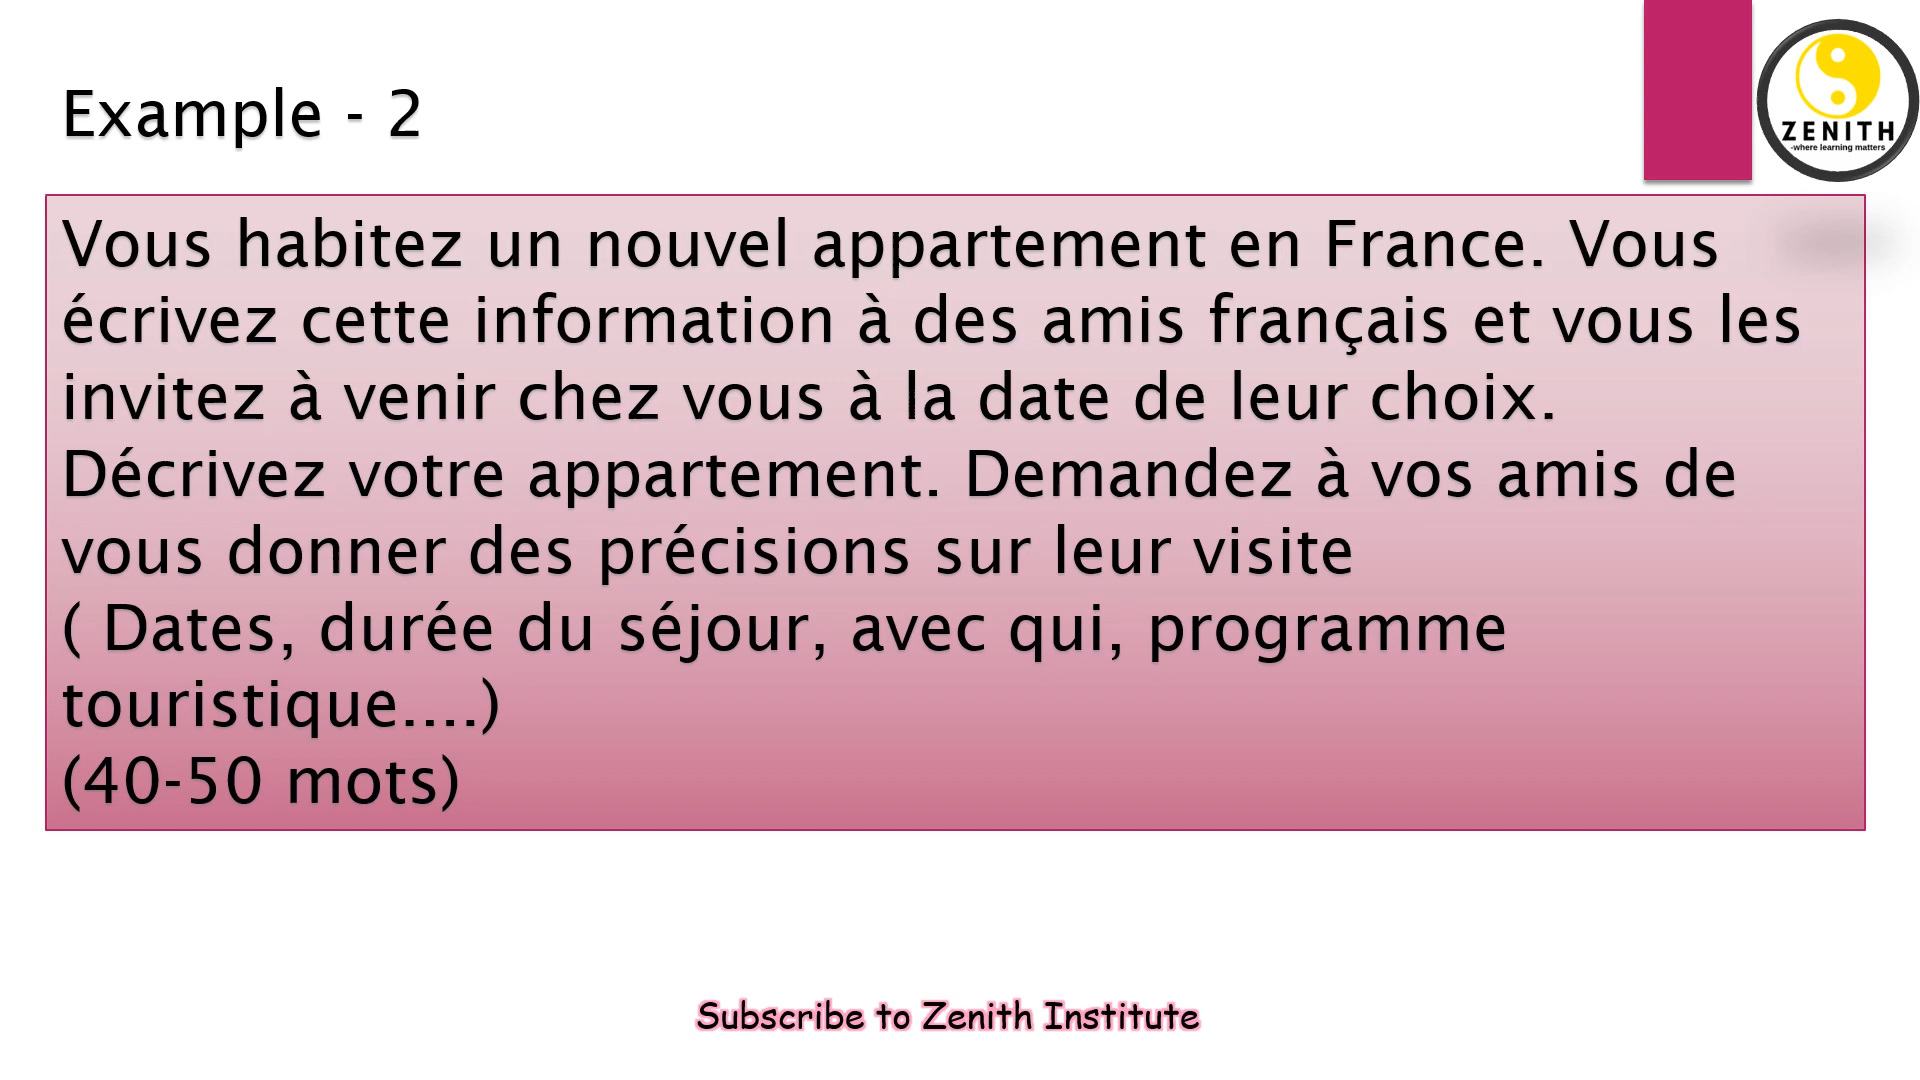 Example - 2
ZENITH
-where learning matters
Vous habitez un nouvel appartement en France. Vous
écrivez cette information à des amis français et vous les
invitez à venir chez vous à la date de leur choix.
Décrivez votre appartement. Demandez à vos amis de
vous donner des précisions sur leur visite
( Dates, durée du séjour, avec qui, programme
touristique....)
(40-50 mots)
Subscribe to Zenith Institute